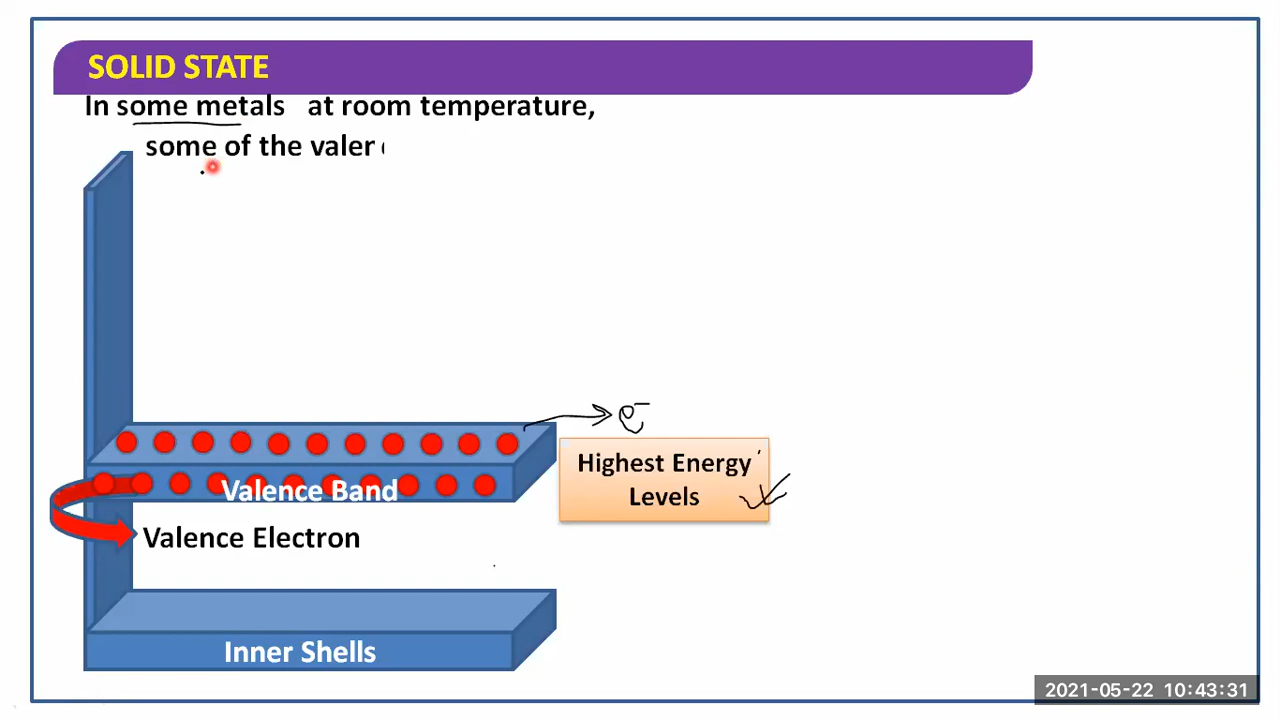 SOLID STATE
In some metals at room temperature,
some of the
e-
Highest Energy
Levels
Valence Band
Valence Electron
Inner Shells
2021-05-22 10:43:31